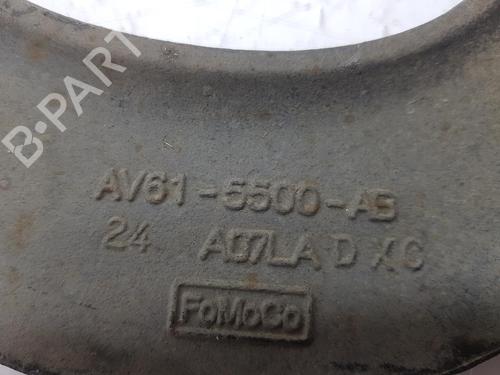 B-PART
AV61-5500-AB
24 A07LA D XC
FoMoCo